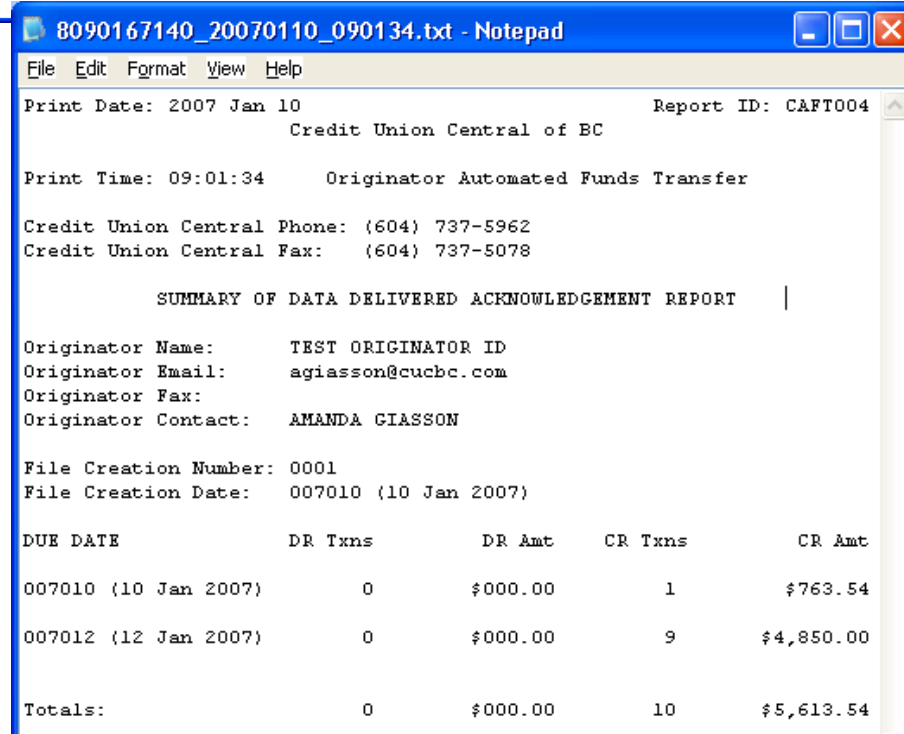 8090167140_20070110_090134.txt - Notepad
File Edit Format View Help
Print Date: 2007 Jan 10 Report ID: CAFT004
Credit Union Central of BC
Print Time: 09:01:34 Originator Automated Funds Transfer
Credit Union Central Phone: (604) 737-5962
Credit Union Central Fax: (604) 737-5078
SUMMARY OF DATA DELIVERED ACKNOWLEDGEMENT REPORT
Originator Name: TEST ORIGINATOR ID
Originator Email: agiasson@cucbc.com
Originator Fax:
Originator Contact: AMANDA GIASSON
File Creation Number: 0001
File Creation Date: 007010 (10 Jan 2007)
DUE DATE DR Txns DR Amt CR Txns CR Amt
007010 (10 Jan 2007) 0 $000.00 1 $763.54
007012 (12 Jan 2007) 0 $000.00 9 $4,850.00
Totals: 0 $000.00 10 $5,613.54